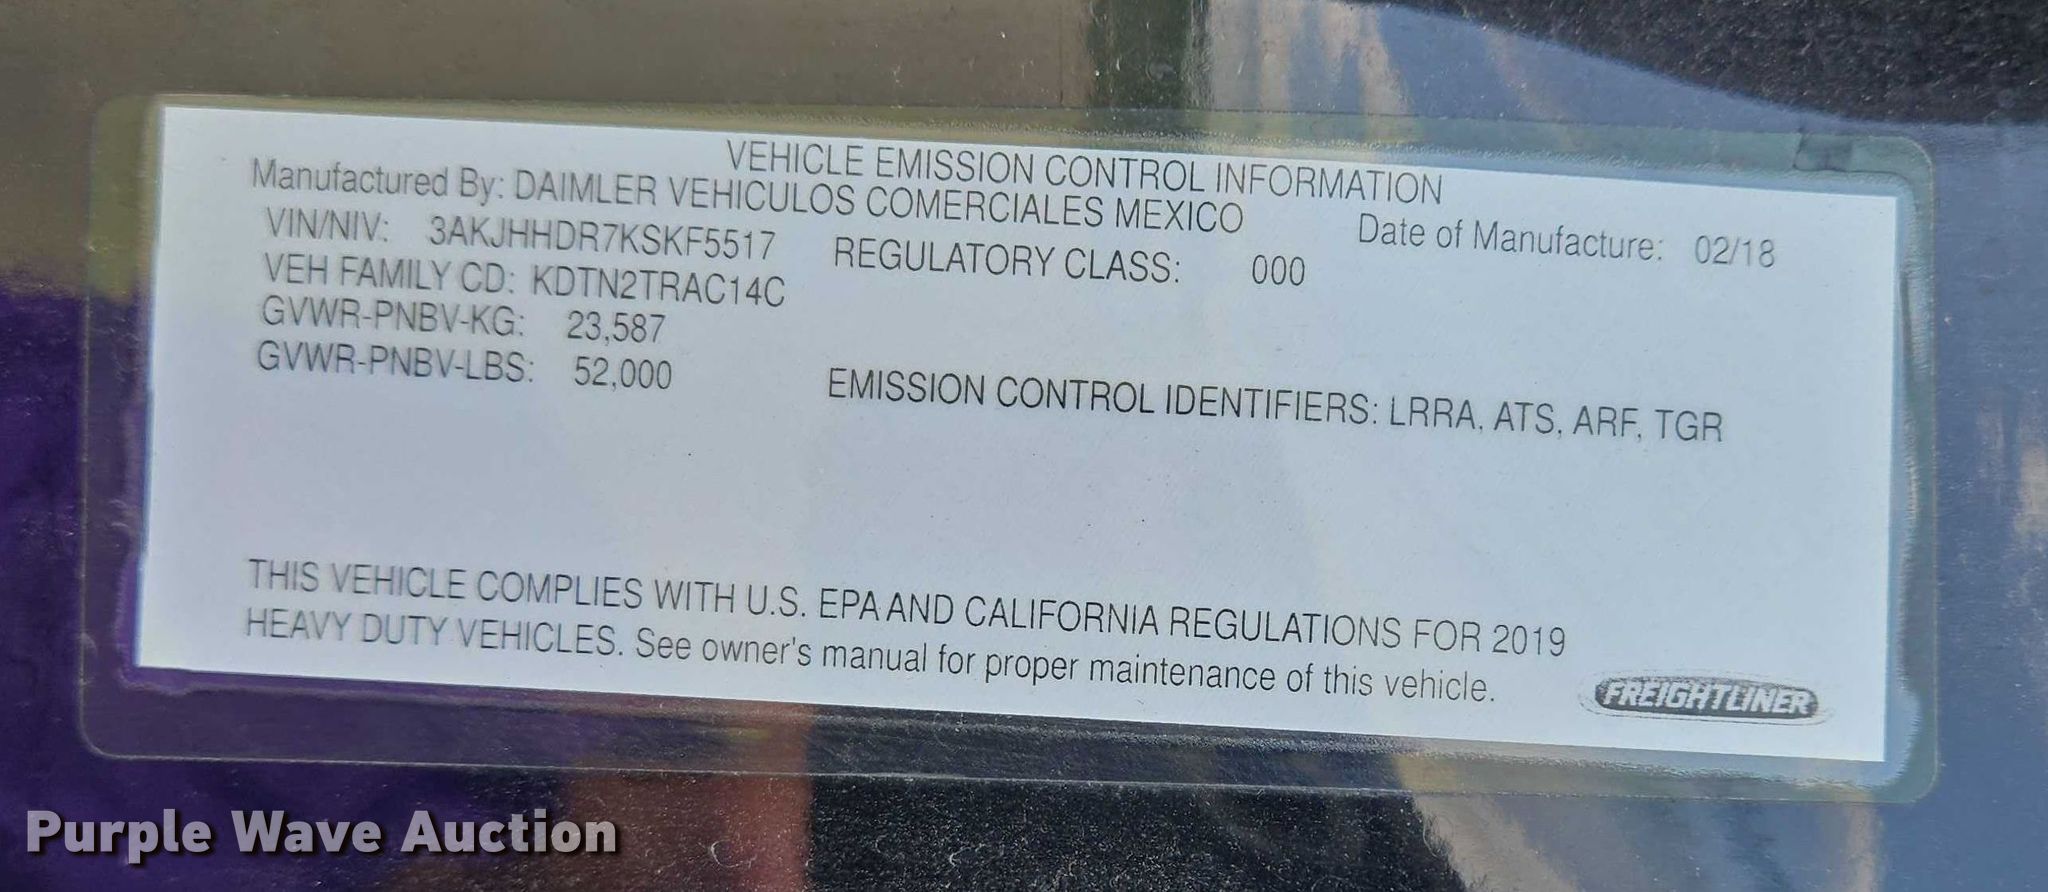 VEHICLE EMISSION CONTROL INFORMATION
Manufactured By: DAIMLER VEHICULOS COMERCIALES MEXICO
Date of Manufacture: 02/18
VIN/NIV: 3AKJHHDR7KSKF5517
REGULATORY CLASS: 000
VEH FAMILY CD: KDTN2TRAC14C
GVWR-PNBV-KG: 23,587
GVWR-PNBV-LBS: 52,000
EMISSION CONTROL IDENTIFIERS: LRRA, ATS, ARF, TGR
THIS VEHICLE COMPLIES WITH U.S. EPA AND CALIFORNIA REGULATIONS FOR 2019
HEAVY DUTY VEHICLES. See owner's manual for proper maintenance of this vehicle.
FREIGHTLINER
Purple Wave Auction